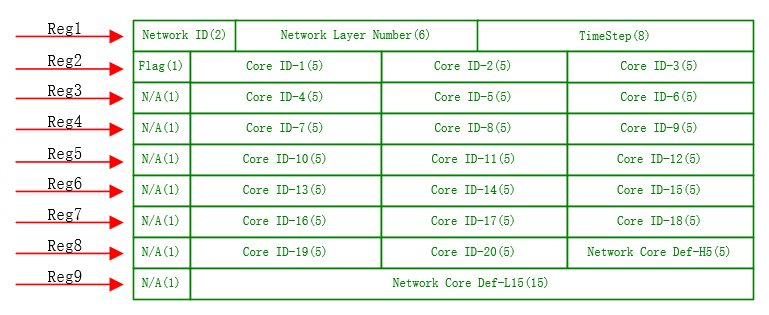 Reg1 Network ID(2) Network Layer Number(6) TimeStep(8)
Reg2 Flag(1) Core ID-1(5) Core ID-2(5) Core ID-3(5)
Reg3 N/A(1) Core ID-4(5) Core ID-5(5) Core ID-6(5)
Reg4 N/A(1) Core ID-7(5) Core ID-8(5) Core ID-9(5)
Reg5 N/A(1) Core ID-10(5) Core ID-11(5) Core ID-12(5)
Reg6 N/A(1) Core ID-13(5) Core ID-14(5) Core ID-15(5)
Reg7 N/A(1) Core ID-16(5) Core ID-17(5) Core ID-18(5)
Reg8 N/A(1) Core ID-19(5) Core ID-20(5) Network Core Def-H5(5)
Reg9 N/A(1) Network Core Def-L15(15)